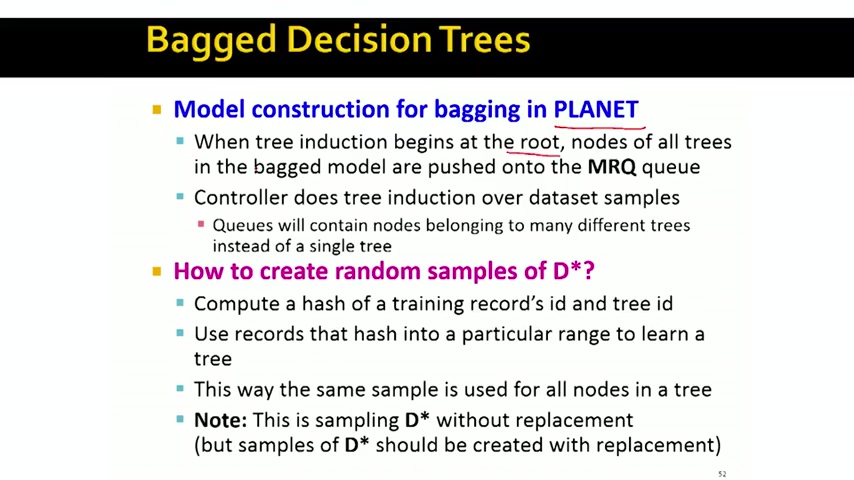 Bagged Decision Trees
Model construction for bagging in PLANET
When tree induction begins at the root, nodes of all trees
in the bagged model are pushed onto the MRQ queue
Controller does tree induction over dataset samples
Queues will contain nodes belonging to many different trees
instead of a single tree
How to create random samples of D*?
Compute a hash of a training record's id and tree id
Use records that hash into a particular range to learn a
tree
This way the same sample is used for all nodes in a tree
Note: This is sampling D* without replacement
(but samples of D* should be created with replacement)
52